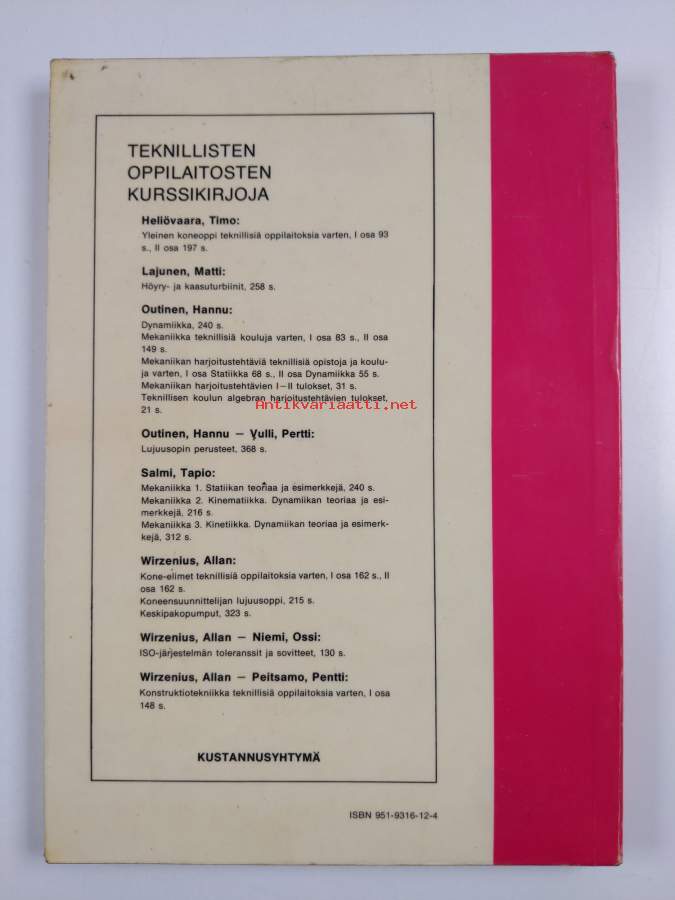 TEKNILLISTEN
OPPILAITOSTEN
KURSSIKIRJOJA
Heliövaara, Timo:
Yleinen koneoppi teknillisiä oppilaitoksia varten, I osa 93
s., II osa 197 s.
Lajunen, Matti:
Höyry- ja kaasuturbiinit, 258 s.
Outinen, Hannu:
Dynamiikka, 240 s.
Mekaniikka teknillisiä kouluja varten, I osa 83 s., II osa
149 s.
Mekaniikan harjoitustehtäviä teknillisiä opistoja ja koulu-
ja varten, I osa Statiikka 68 s., II osa Dynamiikka 55 s.
Mekaniikan harjoitustehtävien I–II tulokset, 31 s.
Teknillisen koulun algebran harjoitustehtävien tulokset,
21 s.
Antikvariaatti.net
Outinen, Hannu – Vulli, Pertti:
Lujuusopin perusteet, 368 s.
Salmi, Tapio:
Mekaniikka 1. Statiikan teoriaa ja esimerkkejä, 240 s.
Mekaniikka 2. Kinematiikka. Dynamiikan teoriaa ja esi-
merkkejä, 216 s.
Mekaniikka 3. Kinetiikka. Dynamiikan teoriaa ja esimerk-
kejä, 312 s.
Wirzenius, Allan:
Kone-elimet teknillisiä oppilaitoksia varten, I osa 162 s., II
osa 162 s.
Koneensuunnittelijan lujuusoppi, 215 s.
Keskipakopumput, 323 s.
Wirzenius, Allan – Niemi, Ossi:
ISO-järjestelmän toleranssit ja sovitteet, 130 s.
Wirzenius, Allan – Peitsamo, Pentti:
Konstruktiotekniikka teknillisiä oppilaitoksia varten, I osa
148 s.
KUSTANNUSYHTYMÄ
ISBN 951-9316-12-4